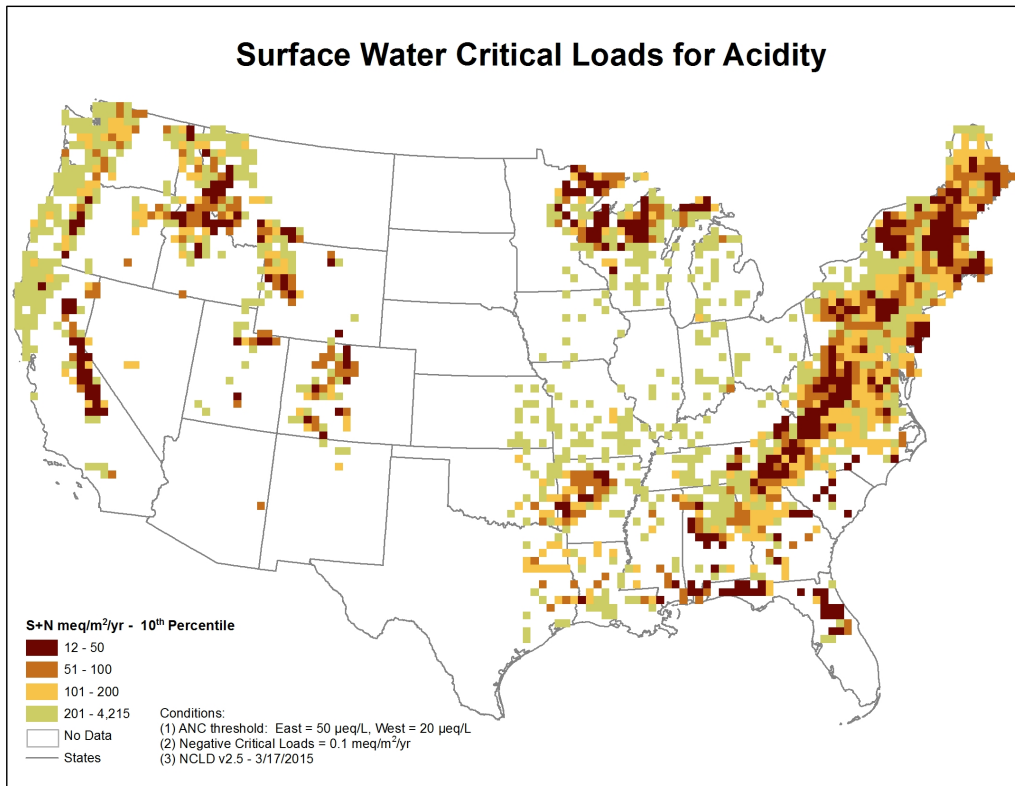 Surface Water Critical Loads for Acidity
S+N meq/m²/yr - 10th Percentile
12 - 50
51 - 100
101 - 200
201 - 4,215
No Data
States
Conditions:
(1) ANC threshold: East = 50 µeq/L, West = 20 µeq/L
(2) Negative Critical Loads = 0.1 meq/m²/yr
(3) NCLD v2.5 - 3/17/2015